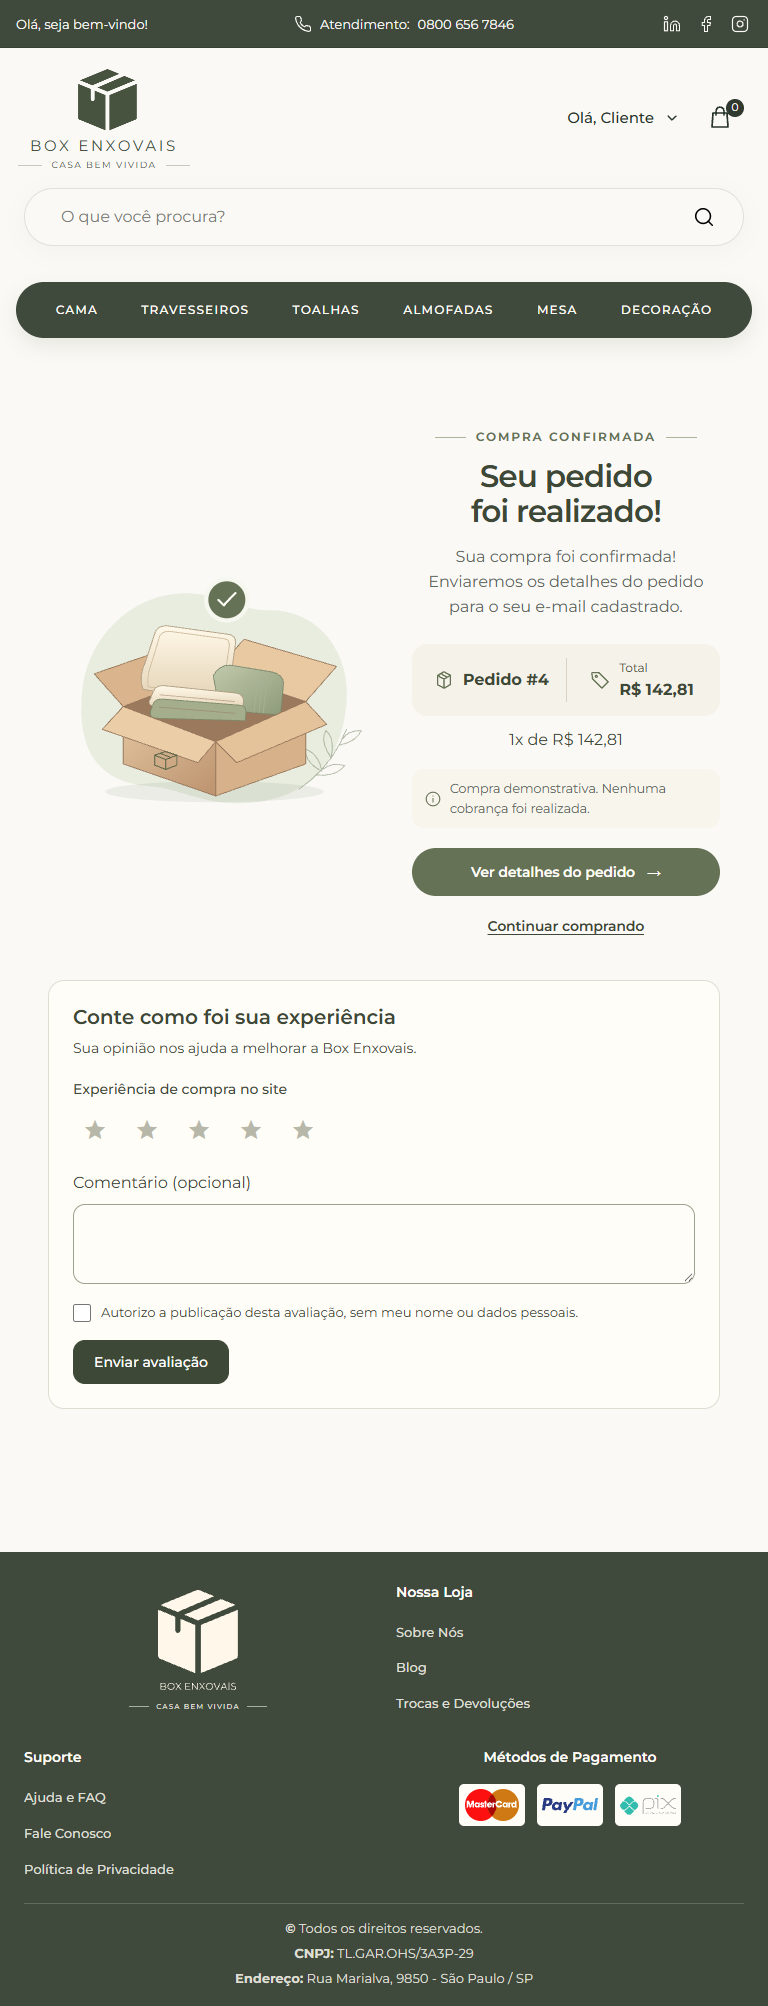 Olá, seja bem-vindo!
Atendimento: 0800 656 7846
BOX ENXOVAIS
CASA BEM VIVIDA
Olá, Cliente
0
O que você procura?
CAMA
TRAVESSEIROS
TOALHAS
ALMOFADAS
MESA
DECORAÇÃO
COMPRA CONFIRMADA
Seu pedido
foi realizado!
Sua compra foi confirmada!
Enviaremos os detalhes do pedido
para o seu e-mail cadastrado.
Pedido #4
Total
R$ 142,81
1x de R$ 142,81
Compra demonstrativa. Nenhuma
cobrança foi realizada.
Ver detalhes do pedido →
Continuar comprando
Conte como foi sua experiência
Sua opinião nos ajuda a melhorar a Box Enxovais.
Experiência de compra no site
Comentário (opcional)
Autorizo a publicação desta avaliação, sem meu nome ou dados pessoais.
Enviar avaliação
BOX ENXOVAIS
CASA BEM VIVIDA
Nossa Loja
Sobre Nós
Blog
Trocas e Devoluções
Suporte
Ajuda e FAQ
Fale Conosco
Política de Privacidade
Métodos de Pagamento
MasterCard
PayPal
pix
© Todos os direitos reservados.
CNPJ: TL.GAR.OHS/3A3P-29
Endereço: Rua Marialva, 9850 - São Paulo / SP